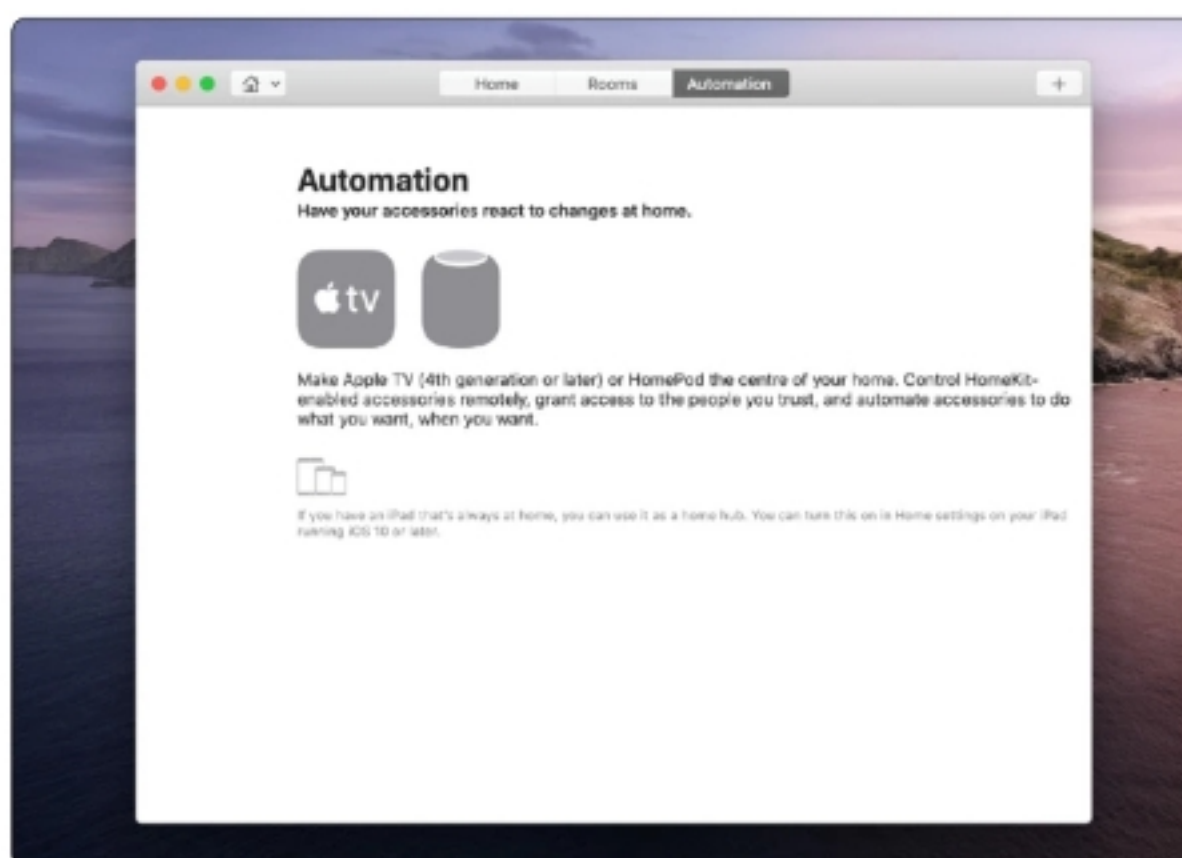 Home Rooms Automation +
Automation
Have your accessories react to changes at home.
tv
Make Apple TV (4th generation or later) or HomePod the centre of your home. Control HomeKit-
enabled accessories remotely, grant access to the people you trust, and automate accessories to do
what you want, when you want.
If you have an iPad that's always at home, you can use it as a home hub. You can turn this on in Home settings on your iPad
running iOS 10 or later.